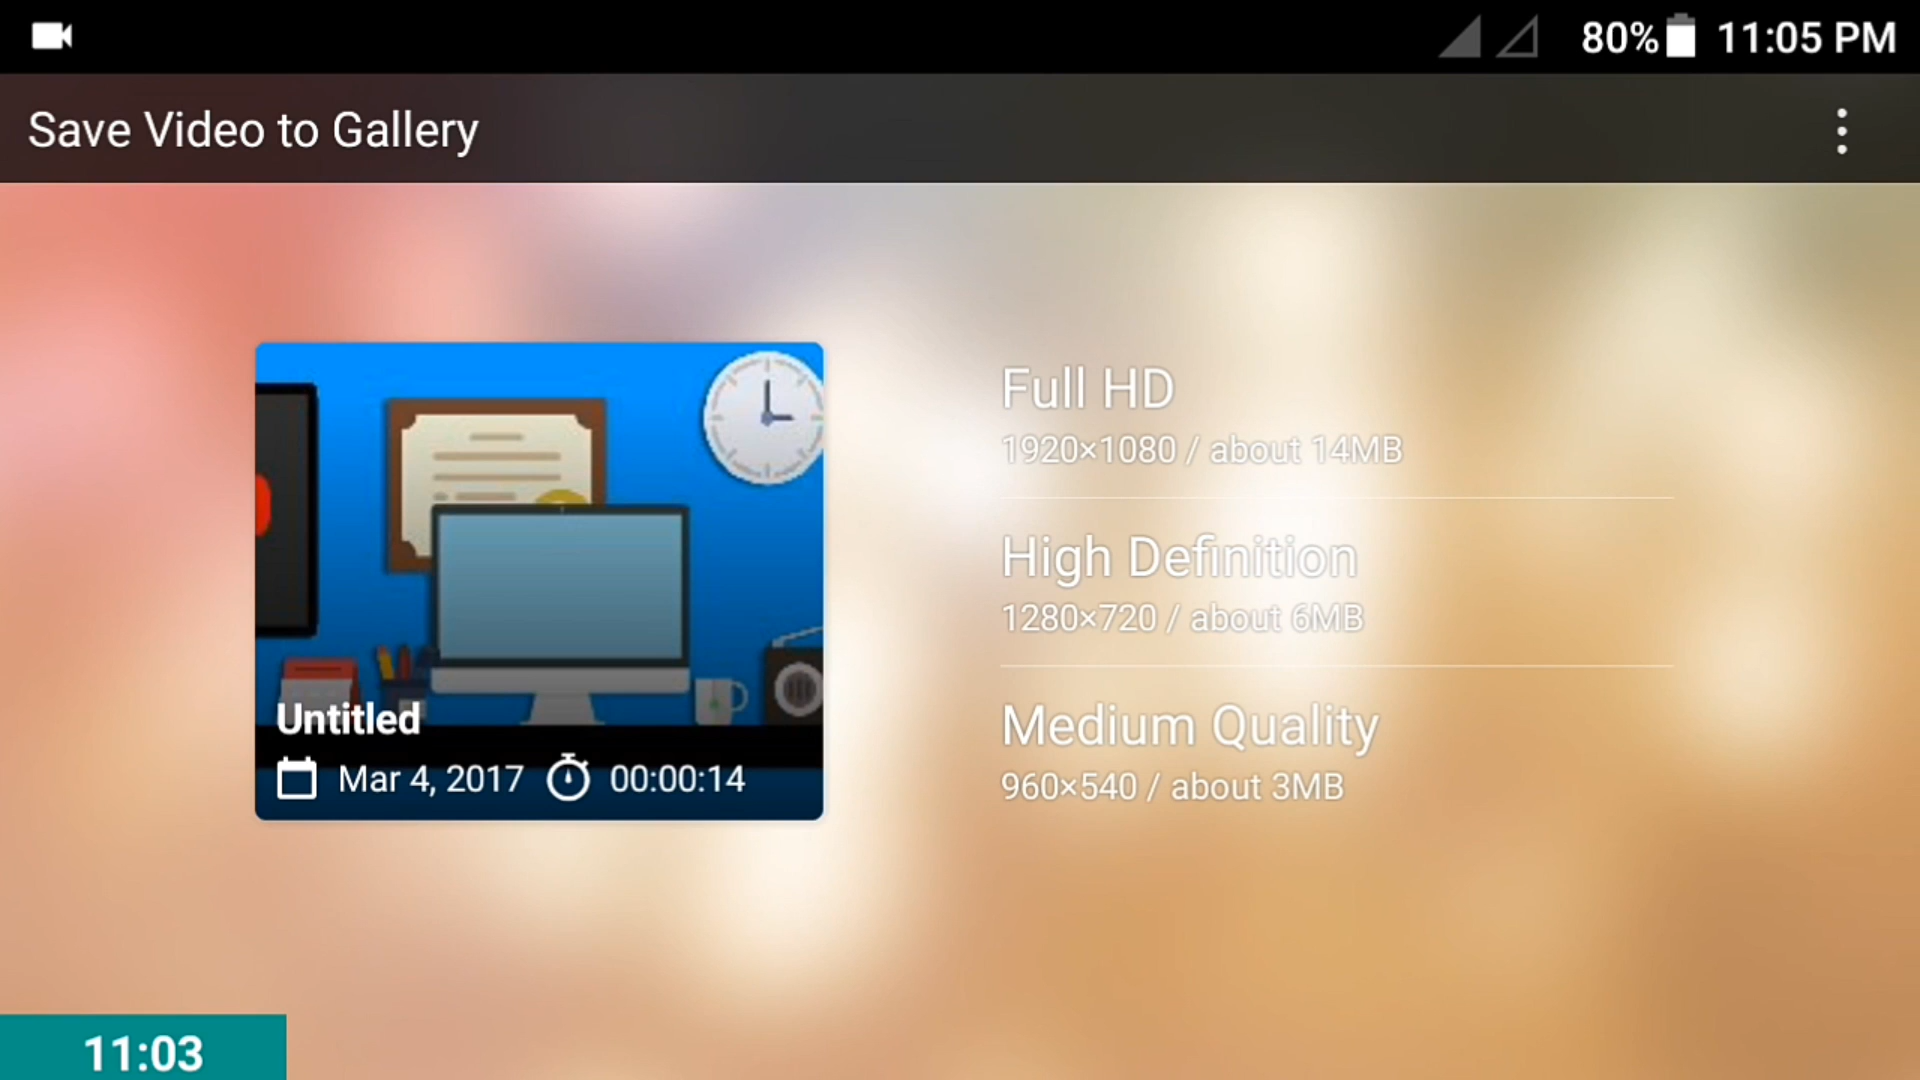 80% 11:05 PM
Save Video to Gallery
Full HD
1920×1080 / about 14MB
High Definition
1280×720 / about 6MB
Medium Quality
960×540 / about 3MB
Untitled
Mar 4, 2017 00:00:14
11:03